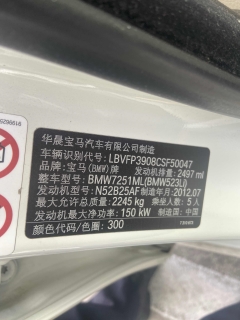 华晨宝马汽车有限公司制造
车辆识别代号: LBVFP3908CSF50047
品牌: 宝马(BMW)牌 发动机排量: 2497 ml
整车型号: BMW7251ML(BMW523Li)
发动机型号: N52B25AF 制造年月: 2012.07
最大允许总质量: 2245 kg 乘坐人数: 5 人
发动机最大净功率: 150 kW 制造国: 中国
颜色代码/色圈: 300